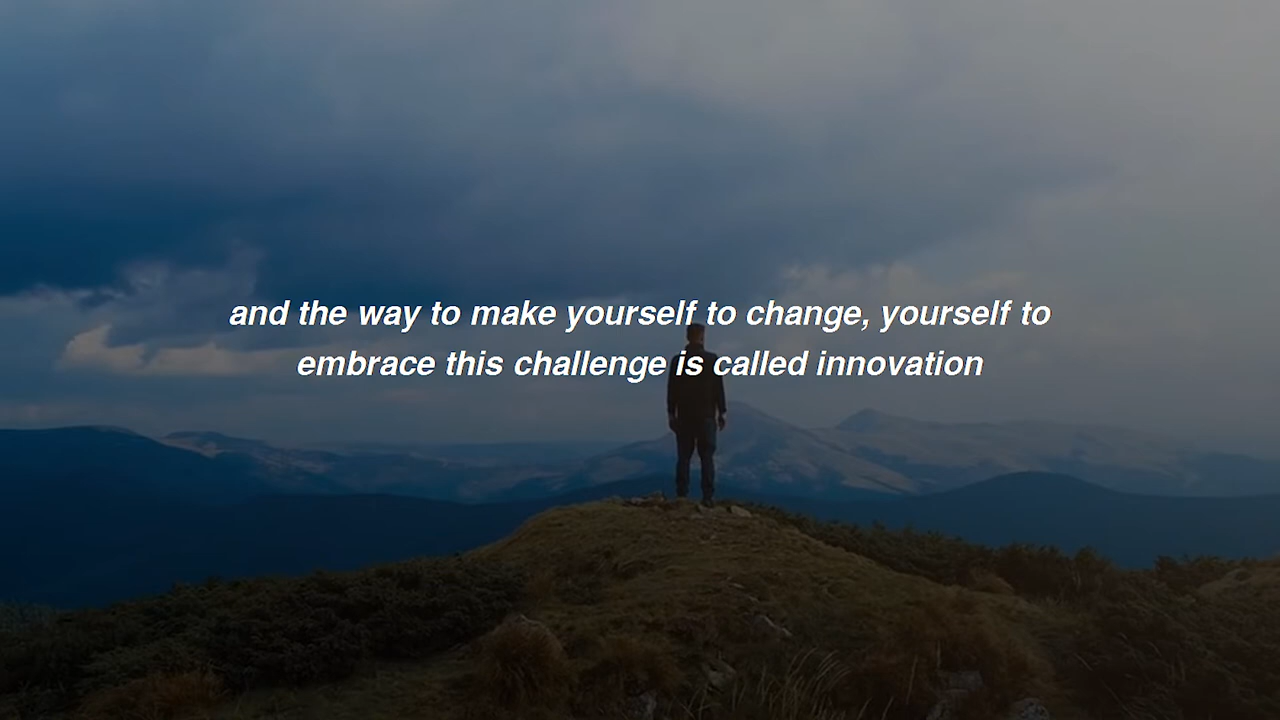 and the way to make yourself to change, yourself to
embrace this challenge is called innovation